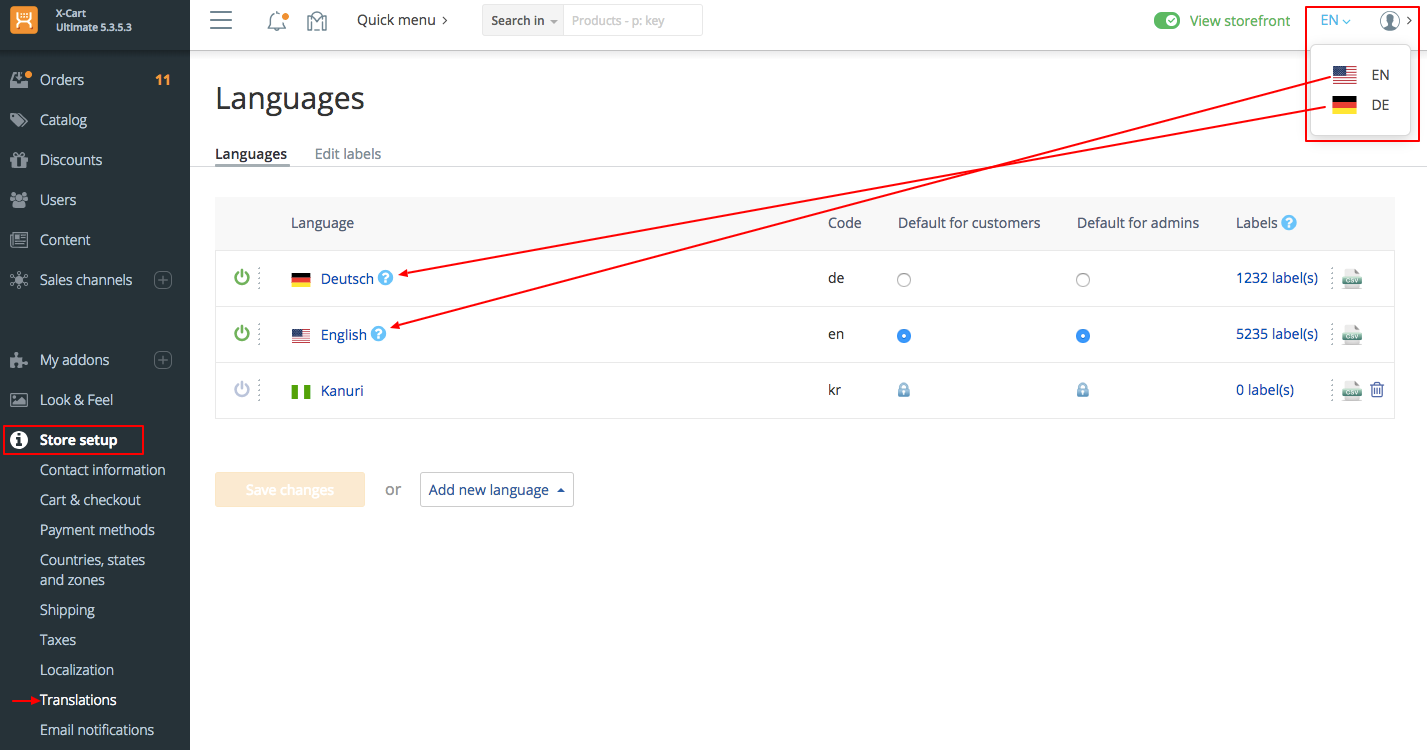 X-Cart
Ultimate 5.3.5.3
Quick menu
Search in
Products - p: key
View storefront
EN
EN
DE
Orders
11
Catalog
Discounts
Users
Content
Sales channels
My addons
Look & Feel
Store setup
Contact information
Cart & checkout
Payment methods
Countries, states
and zones
Shipping
Taxes
Localization
Translations
Email notifications
Languages
Languages
Edit labels
Language
Code
Default for customers
Default for admins
Labels ?
Deutsch ?
de
1232 label(s)
CSV
English ?
en
5235 label(s)
CSV
Kanuri
kr
0 label(s)
CSV
Save changes
or
Add new language